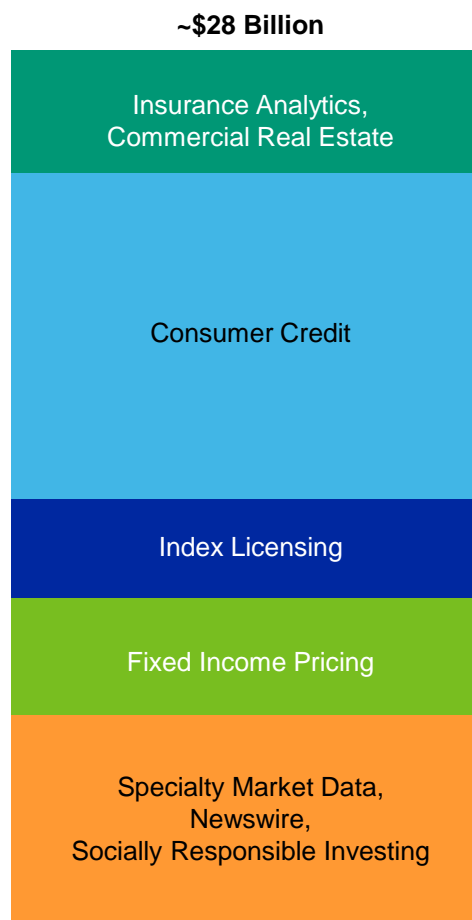 ~$28 Billion
Insurance Analytics,
Commercial Real Estate
Consumer Credit
Index Licensing
Fixed Income Pricing
Specialty Market Data,
Newswire,
Socially Responsible Investing